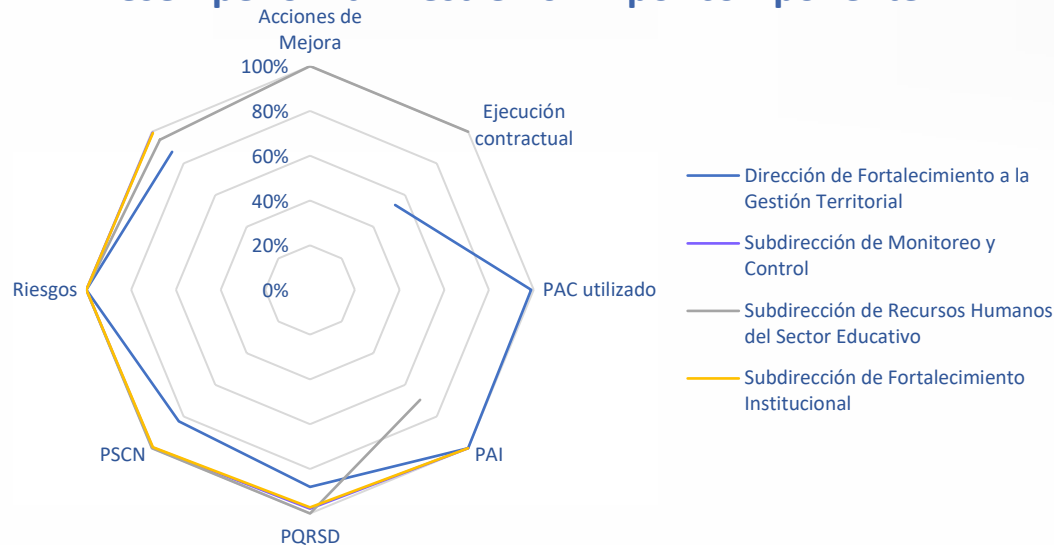 Acciones de
Mejora
100%
80%
60%
40%
20%
0%
Ejecución
contractual
PAC utilizado
PAI
PQRSD
PSCN
Riesgos
Dirección de Fortalecimiento a la
Gestión Territorial
Subdirección de Monitoreo y
Control
Subdirección de Recursos Humanos
del Sector Educativo
Subdirección de Fortalecimiento
Institucional